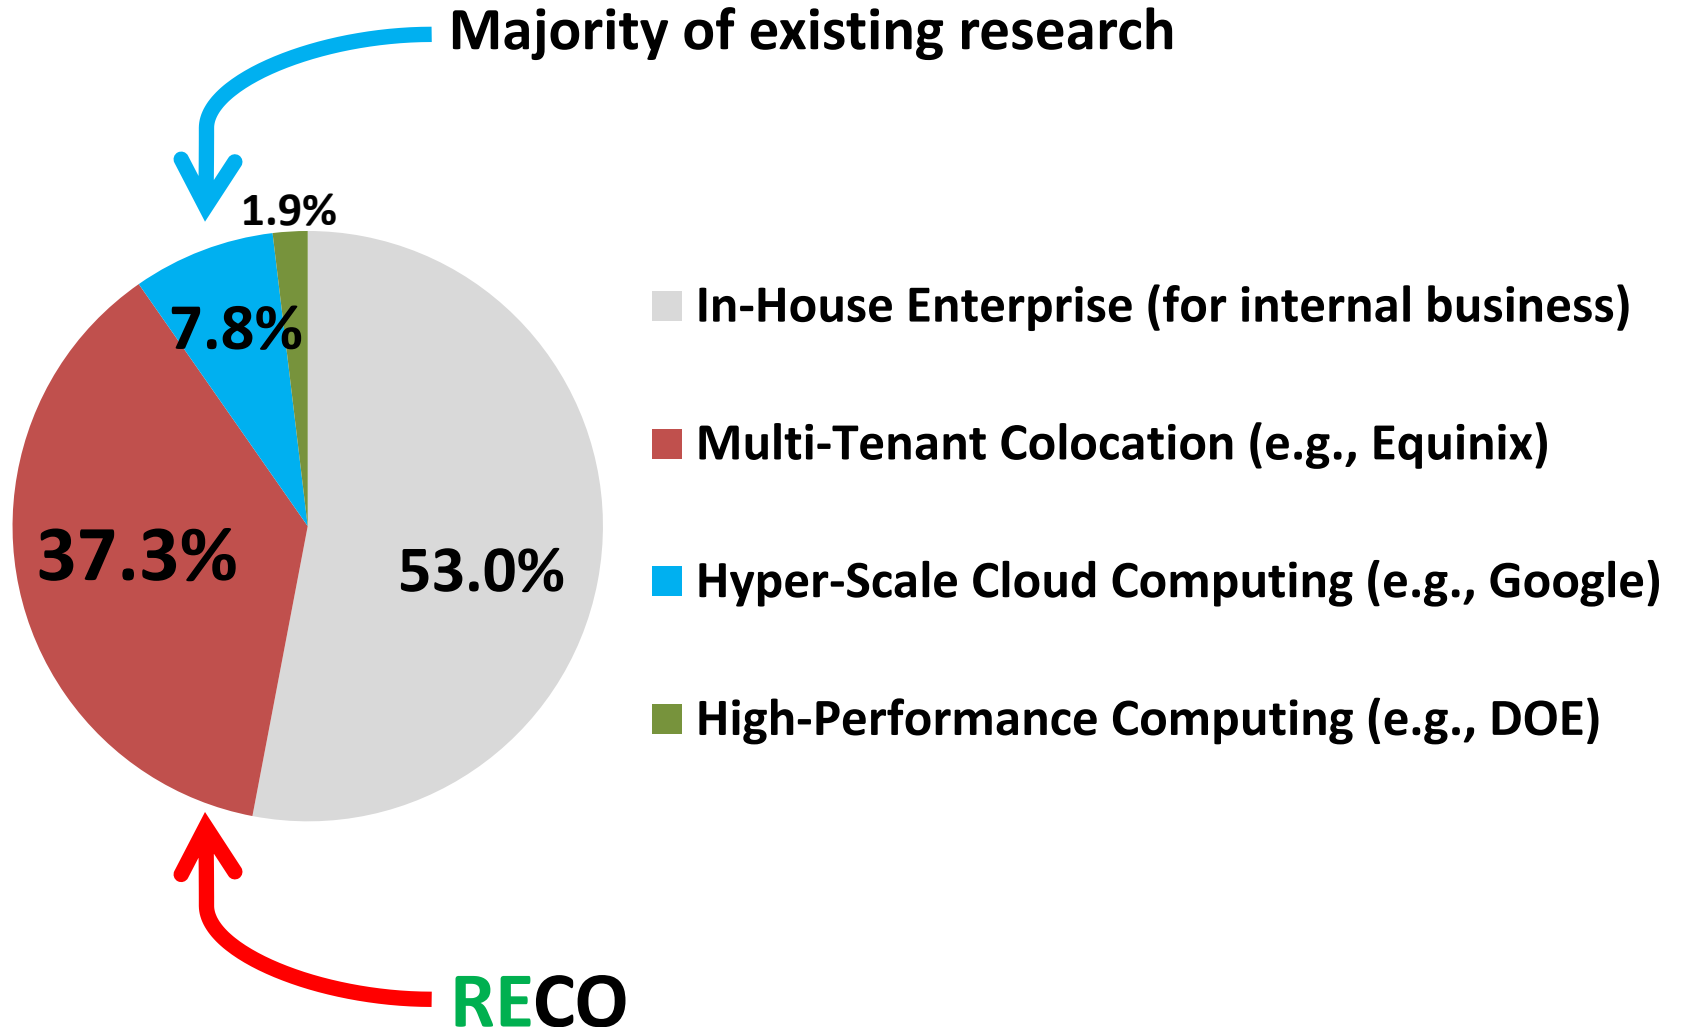 Majority of existing research
1.9%
7.8%
37.3%
53.0%
In-House Enterprise (for internal business)
Multi-Tenant Colocation (e.g., Equinix)
Hyper-Scale Cloud Computing (e.g., Google)
High-Performance Computing (e.g., DOE)
RECO